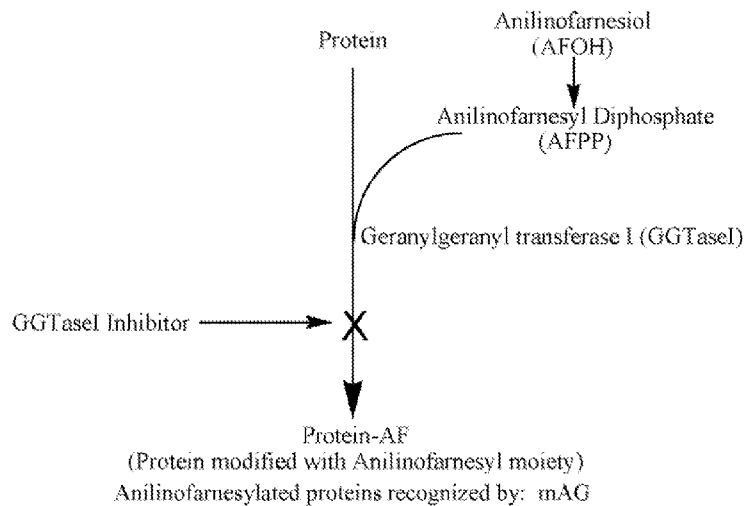 Anilinofarnesiol
(AFOH)
Protein
Anilinofarnesyl Diphosphate
(AFPP)
Geranylgeranyl transferase I (GGTaseI)
GGTaseI Inhibitor
X
Protein-AF
(Protein modified with Anilinofarnesyl moiety)
Anilinofarnesylated proteins recognized by: mAG